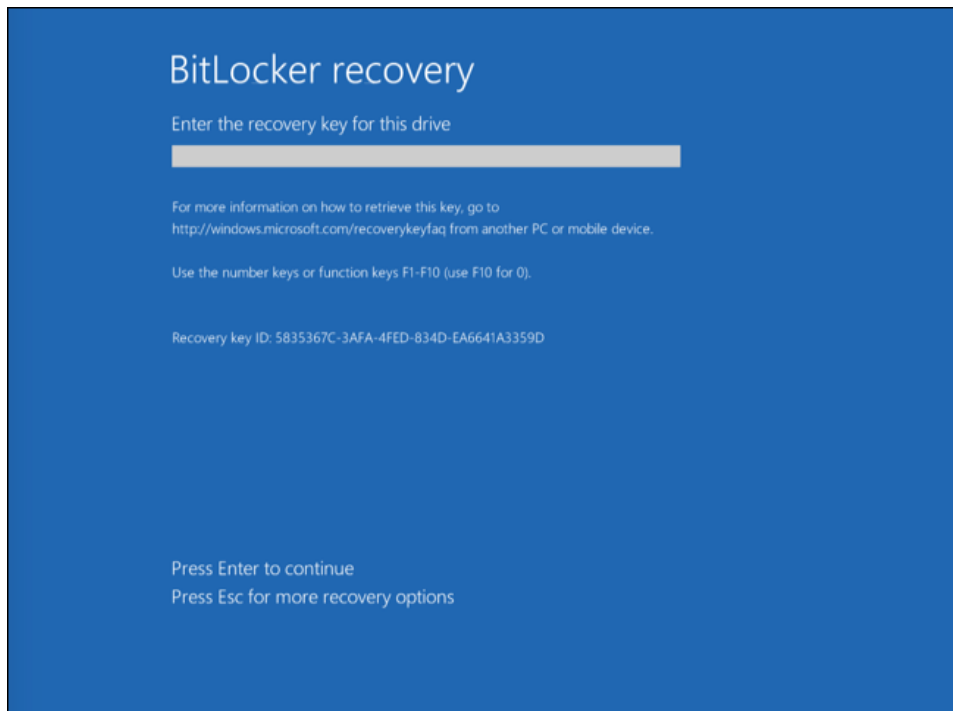 BitLocker recovery
Enter the recovery key for this drive
For more information on how to retrieve this key, go to
http://windows.microsoft.com/recoverykeyfaq from another PC or mobile device.
Use the number keys or function keys F1-F10 (use F10 for 0).
Recovery key ID: 5835367C-3AFA-4FED-834D-EA6641A3359D
Press Enter to continue
Press Esc for more recovery options